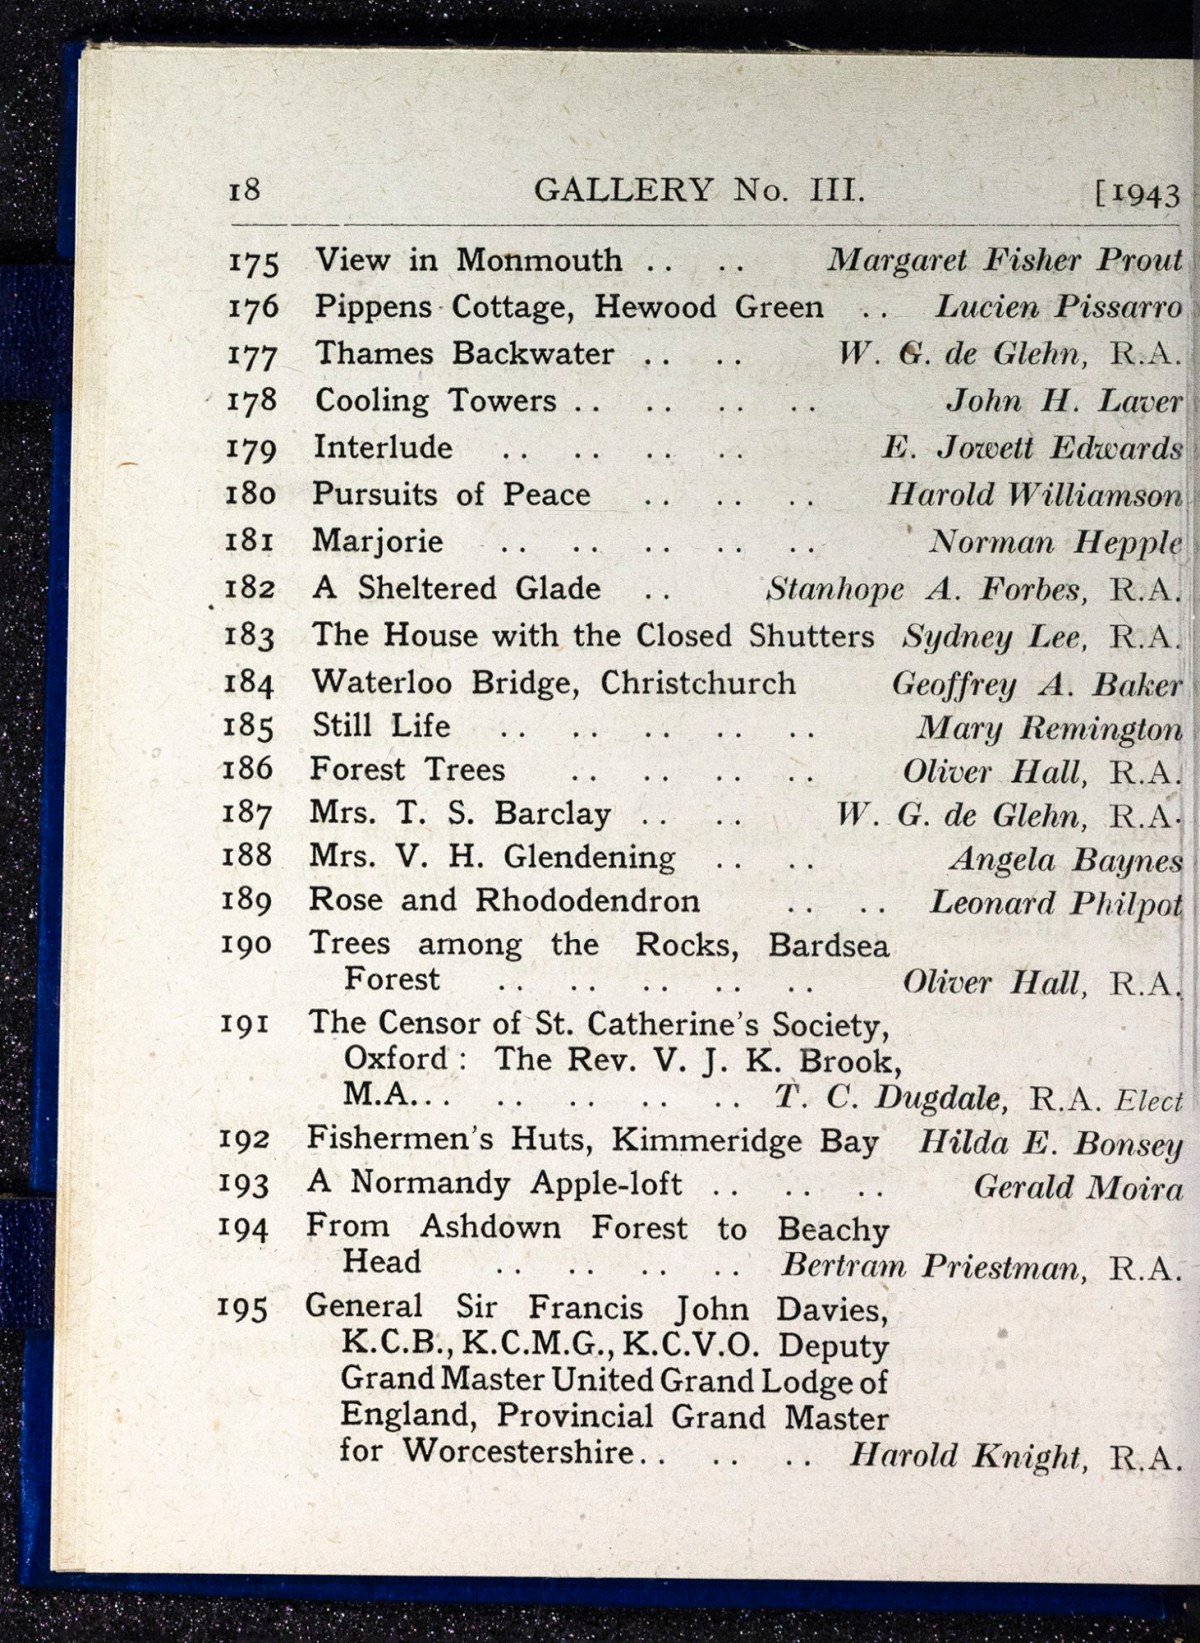 18 GALLERY No. III. [1943
175 View in Monmouth .. .. Margaret Fisher Prout
176 Pippens Cottage, Hewood Green .. Lucien Pissarro
177 Thames Backwater .. .. W. G. de Glehn, R.A.
178 Cooling Towers .. .. .. .. John H. Laver
179 Interlude .. .. .. .. E. Jowett Edwards
180 Pursuits of Peace .. .. .. Harold Williamson
181 Marjorie .. .. .. .. .. Norman Hepple
182 A Sheltered Glade .. Stanhope A. Forbes, R.A.
183 The House with the Closed Shutters Sydney Lee, R.A.
184 Waterloo Bridge, Christchurch Geoffrey A. Baker
185 Still Life .. .. .. .. .. Mary Remington
186 Forest Trees .. .. .. .. Oliver Hall, R.A.
187 Mrs. T. S. Barclay .. .. W. G. de Glehn, R.A.
188 Mrs. V. H. Glendening .. .. Angela Baynes
189 Rose and Rhododendron .. .. Leonard Philpot
190 Trees among the Rocks, Bardsea
Forest .. .. .. .. .. Oliver Hall, R.A.
191 The Censor of St. Catherine's Society,
Oxford : The Rev. V. J. K. Brook,
M.A... .. .. .. .. T. C. Dugdale, R.A. Elect
192 Fishermen's Huts, Kimmeridge Bay Hilda E. Bonsey
193 A Normandy Apple-loft .. .. .. Gerald Moira
194 From Ashdown Forest to Beachy
Head .. .. .. .. Bertram Priestman, R.A.
195 General Sir Francis John Davies,
K.C.B., K.C.M.G., K.C.V.O. Deputy
Grand Master United Grand Lodge of
England, Provincial Grand Master
for Worcestershire.. .. .. Harold Knight, R.A.